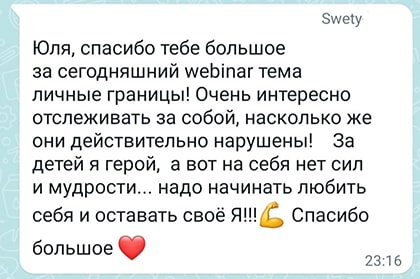 Swety
Юля, спасибо тебе большое
за сегодняшний webinar тема
личные границы! Очень интересно
отслеживать за собой, насколько же
они действительно нарушены! За
детей я герой, а вот на себя нет сил
и мудрости... надо начинать любить
себя и оставать своё Я!!!💪 Спасибо
большое❤️
23:16